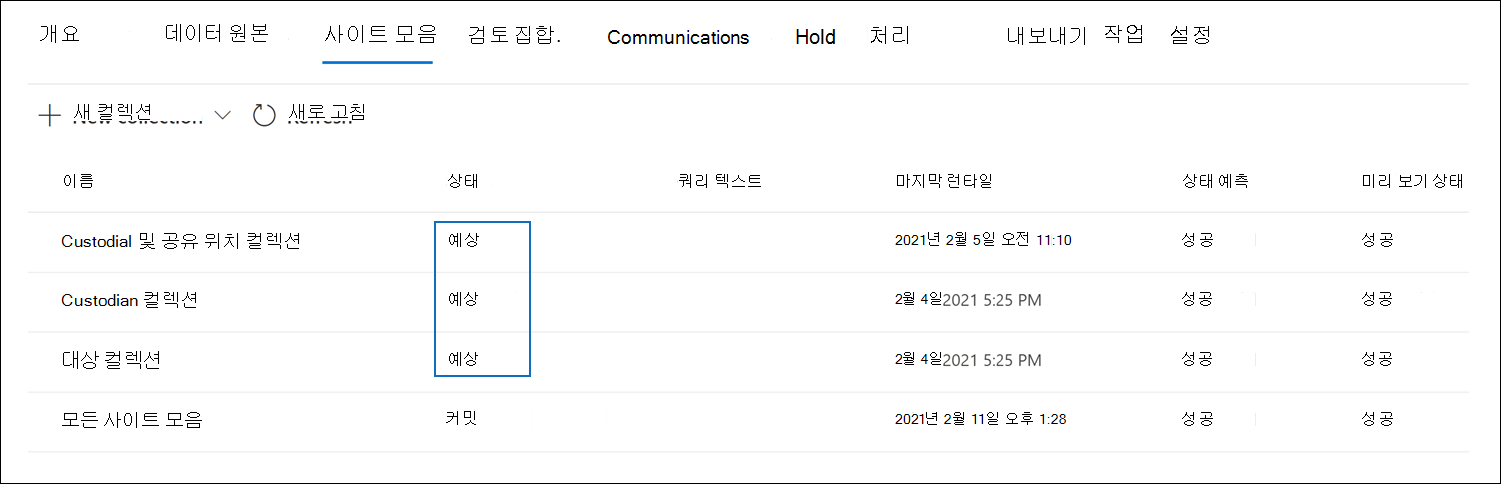 개요 데이터 원본 사이트 모음 검토 집합. Communications Hold 처리 내보내기 작업 설정
새 컬렉션 New collection 새로 고침 Refresh
이름 상태 쿼리 텍스트 마지막 런타임 상태 예측 미리 보기 상태
Custodial 및 공유 위치 컬렉션 예상 2021년 2월 5일 오전 11:10 성공 성공
Custodian 컬렉션 예상 2월 4일2021 5:25 PM 성공 성공
대상 컬렉션 예상 2월 4일2021 5:25 PM 성공 성공
모든 사이트 모음 커밋 2021년 2월 11일 오후 1:28 성공 성공